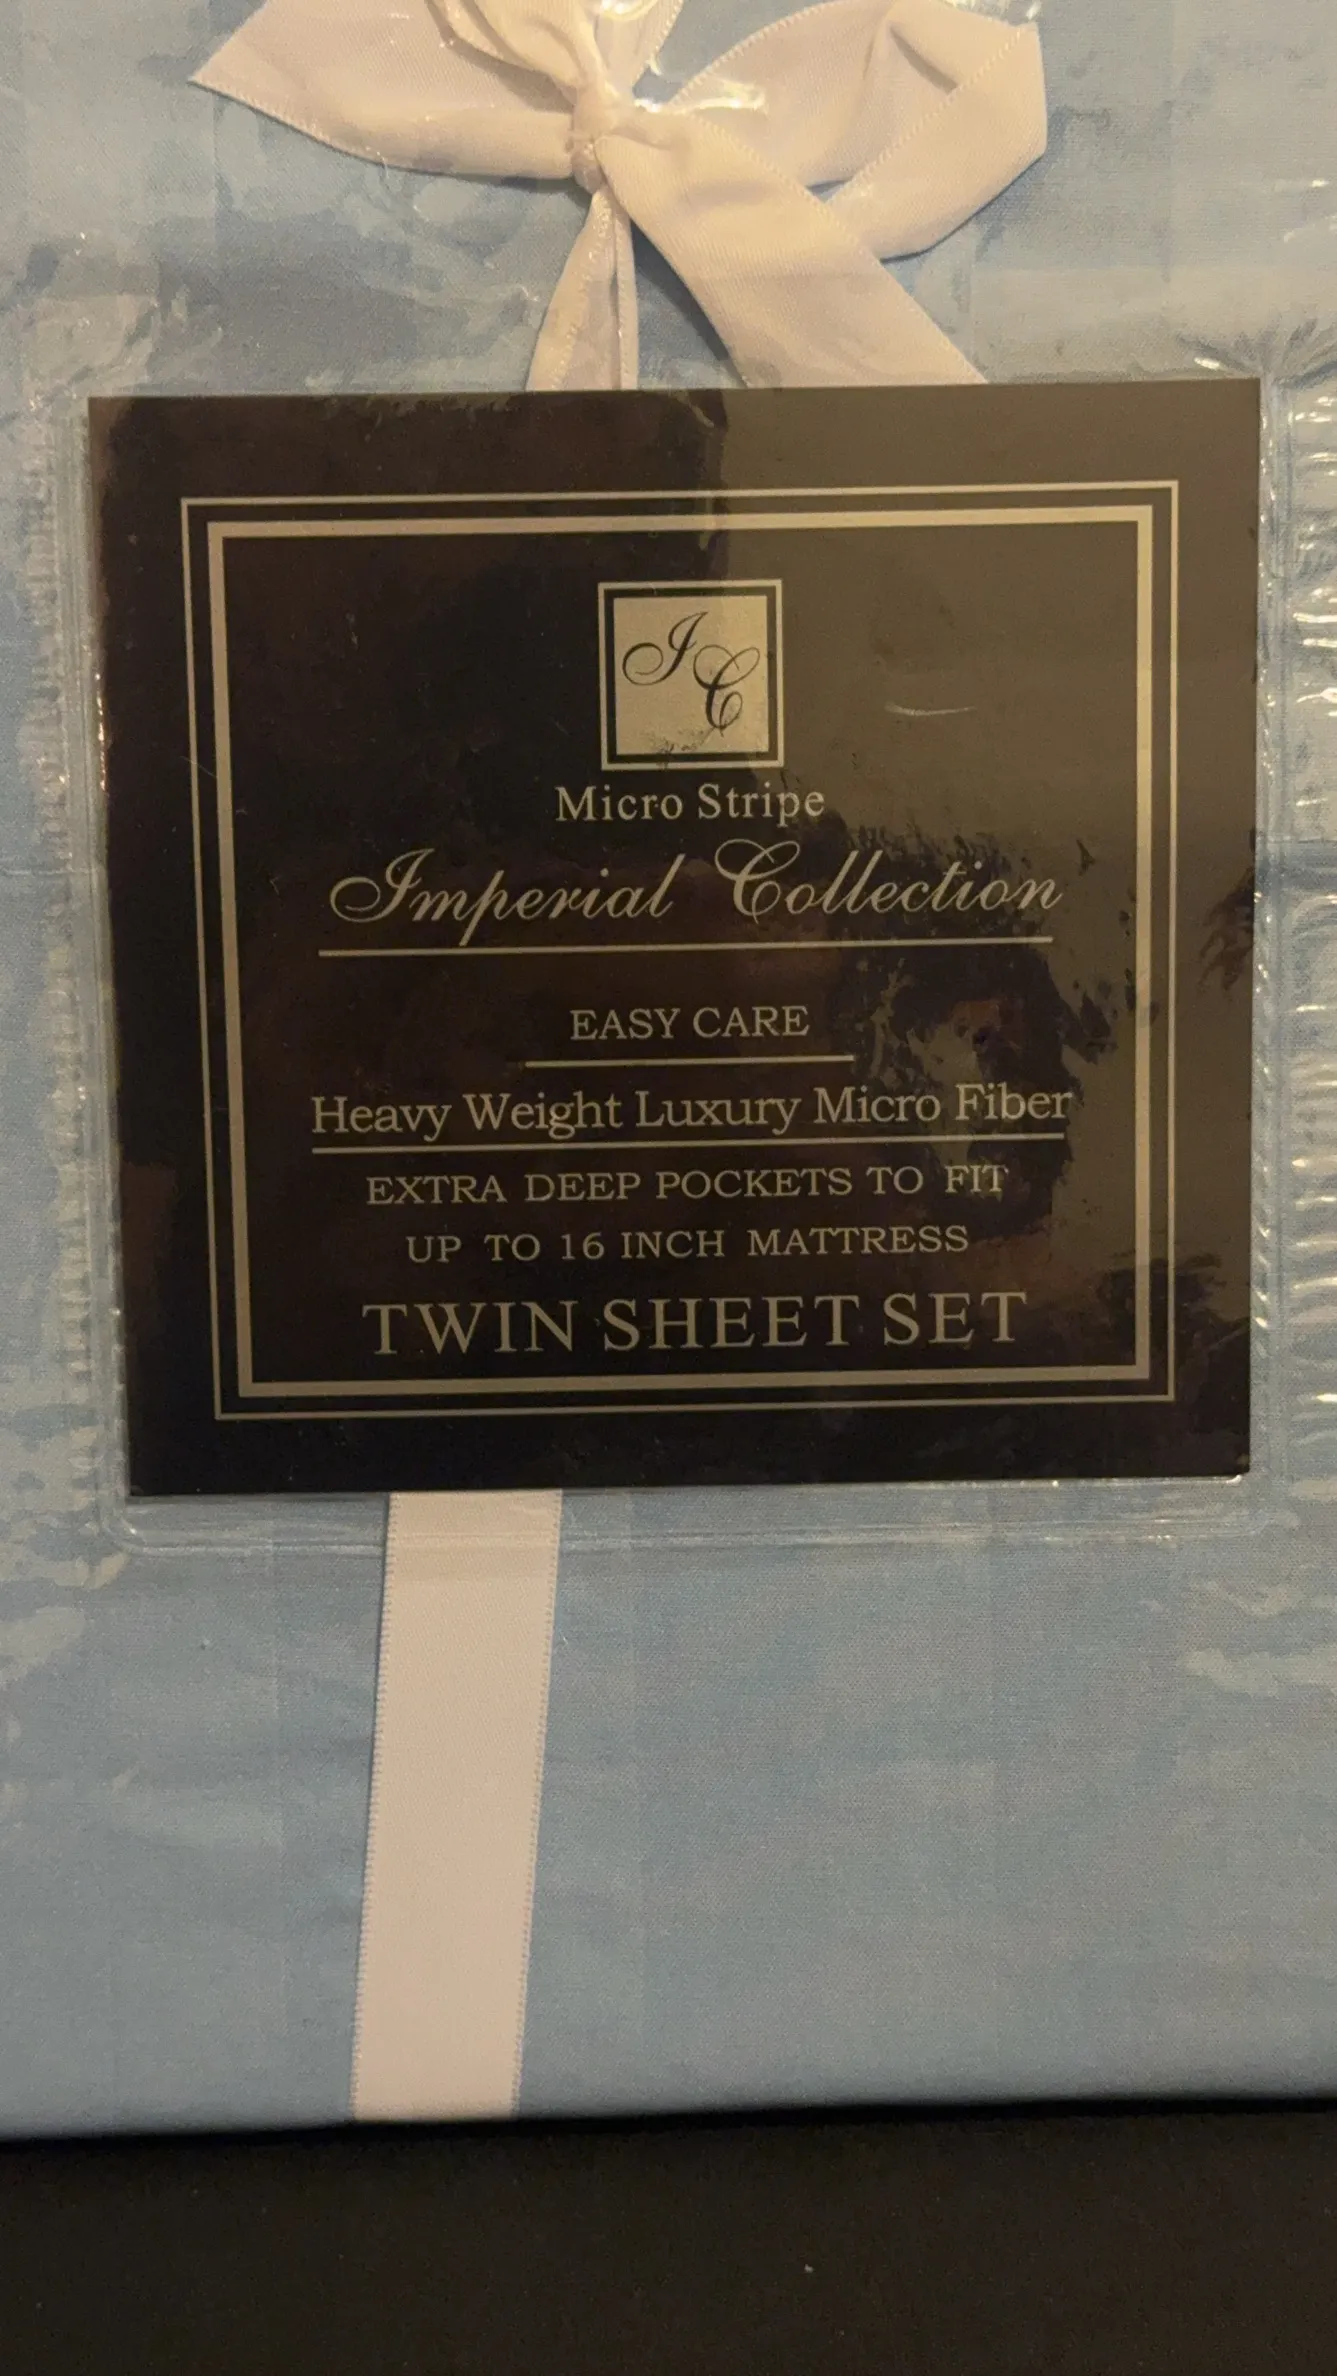 IC
Micro Stripe
Imperial Collection
EASY CARE
Heavy Weight Luxury Micro Fiber
EXTRA DEEP POCKETS TO FIT
UP TO 16 INCH MATTRESS
TWIN SHEET SET